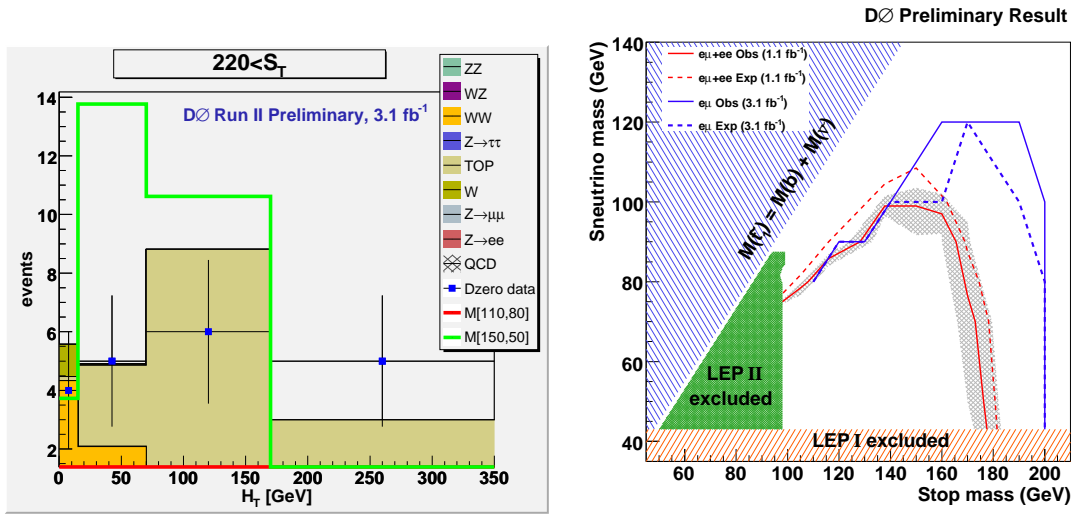 220<S_T
DØ Run II Preliminary, 3.1 fb⁻¹
ZZ
WZ
WW
Z→ττ
TOP
W
Z→μμ
Z→ee
QCD
Dzero data
M[110,80]
M[150,50]
events
14
12
10
8
6
4
2
0 50 100 150 200 250 300 350
H_T [GeV]
DØ Preliminary Result
Sneutrino mass (GeV)
140
120
100
80
60
40
eμ+ee Obs (1.1 fb⁻¹)
eμ+ee Exp (1.1 fb⁻¹)
eμ Obs (3.1 fb⁻¹)
eμ Exp (3.1 fb⁻¹)
= M(b) + M(ν̃)
LEP II
excluded
LEP I excluded
60 80 100 120 140 160 180 200
Stop mass (GeV)